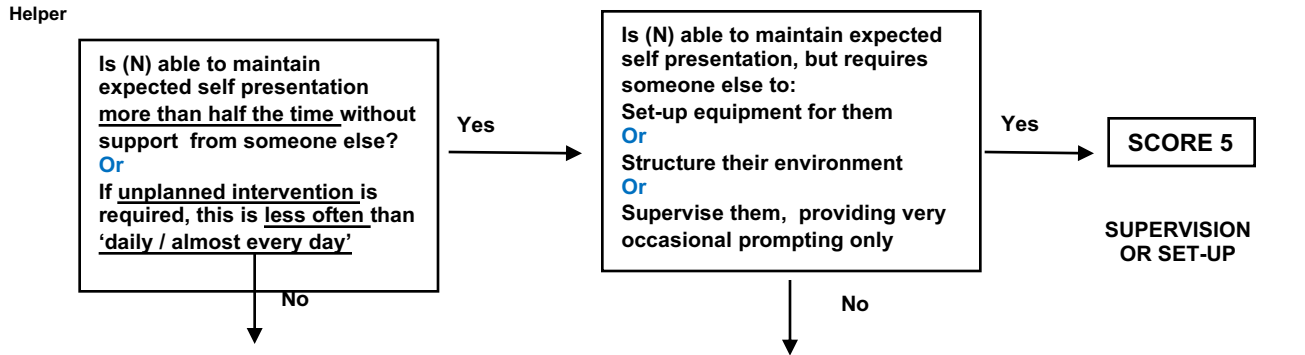 Helper
Is (N) able to maintain
expected self presentation
more than half the time without
support  from someone else?
Or
If unplanned intervention is
required, this is less often than
‘daily / almost every day’
No
Yes
Is (N) able to maintain expected
self presentation, but requires
someone else to:
Set-up equipment for them
Or
Structure their environment
Or
Supervise them,  providing very
occasional prompting only
No
Yes
SCORE 5
SUPERVISION
OR SET-UP